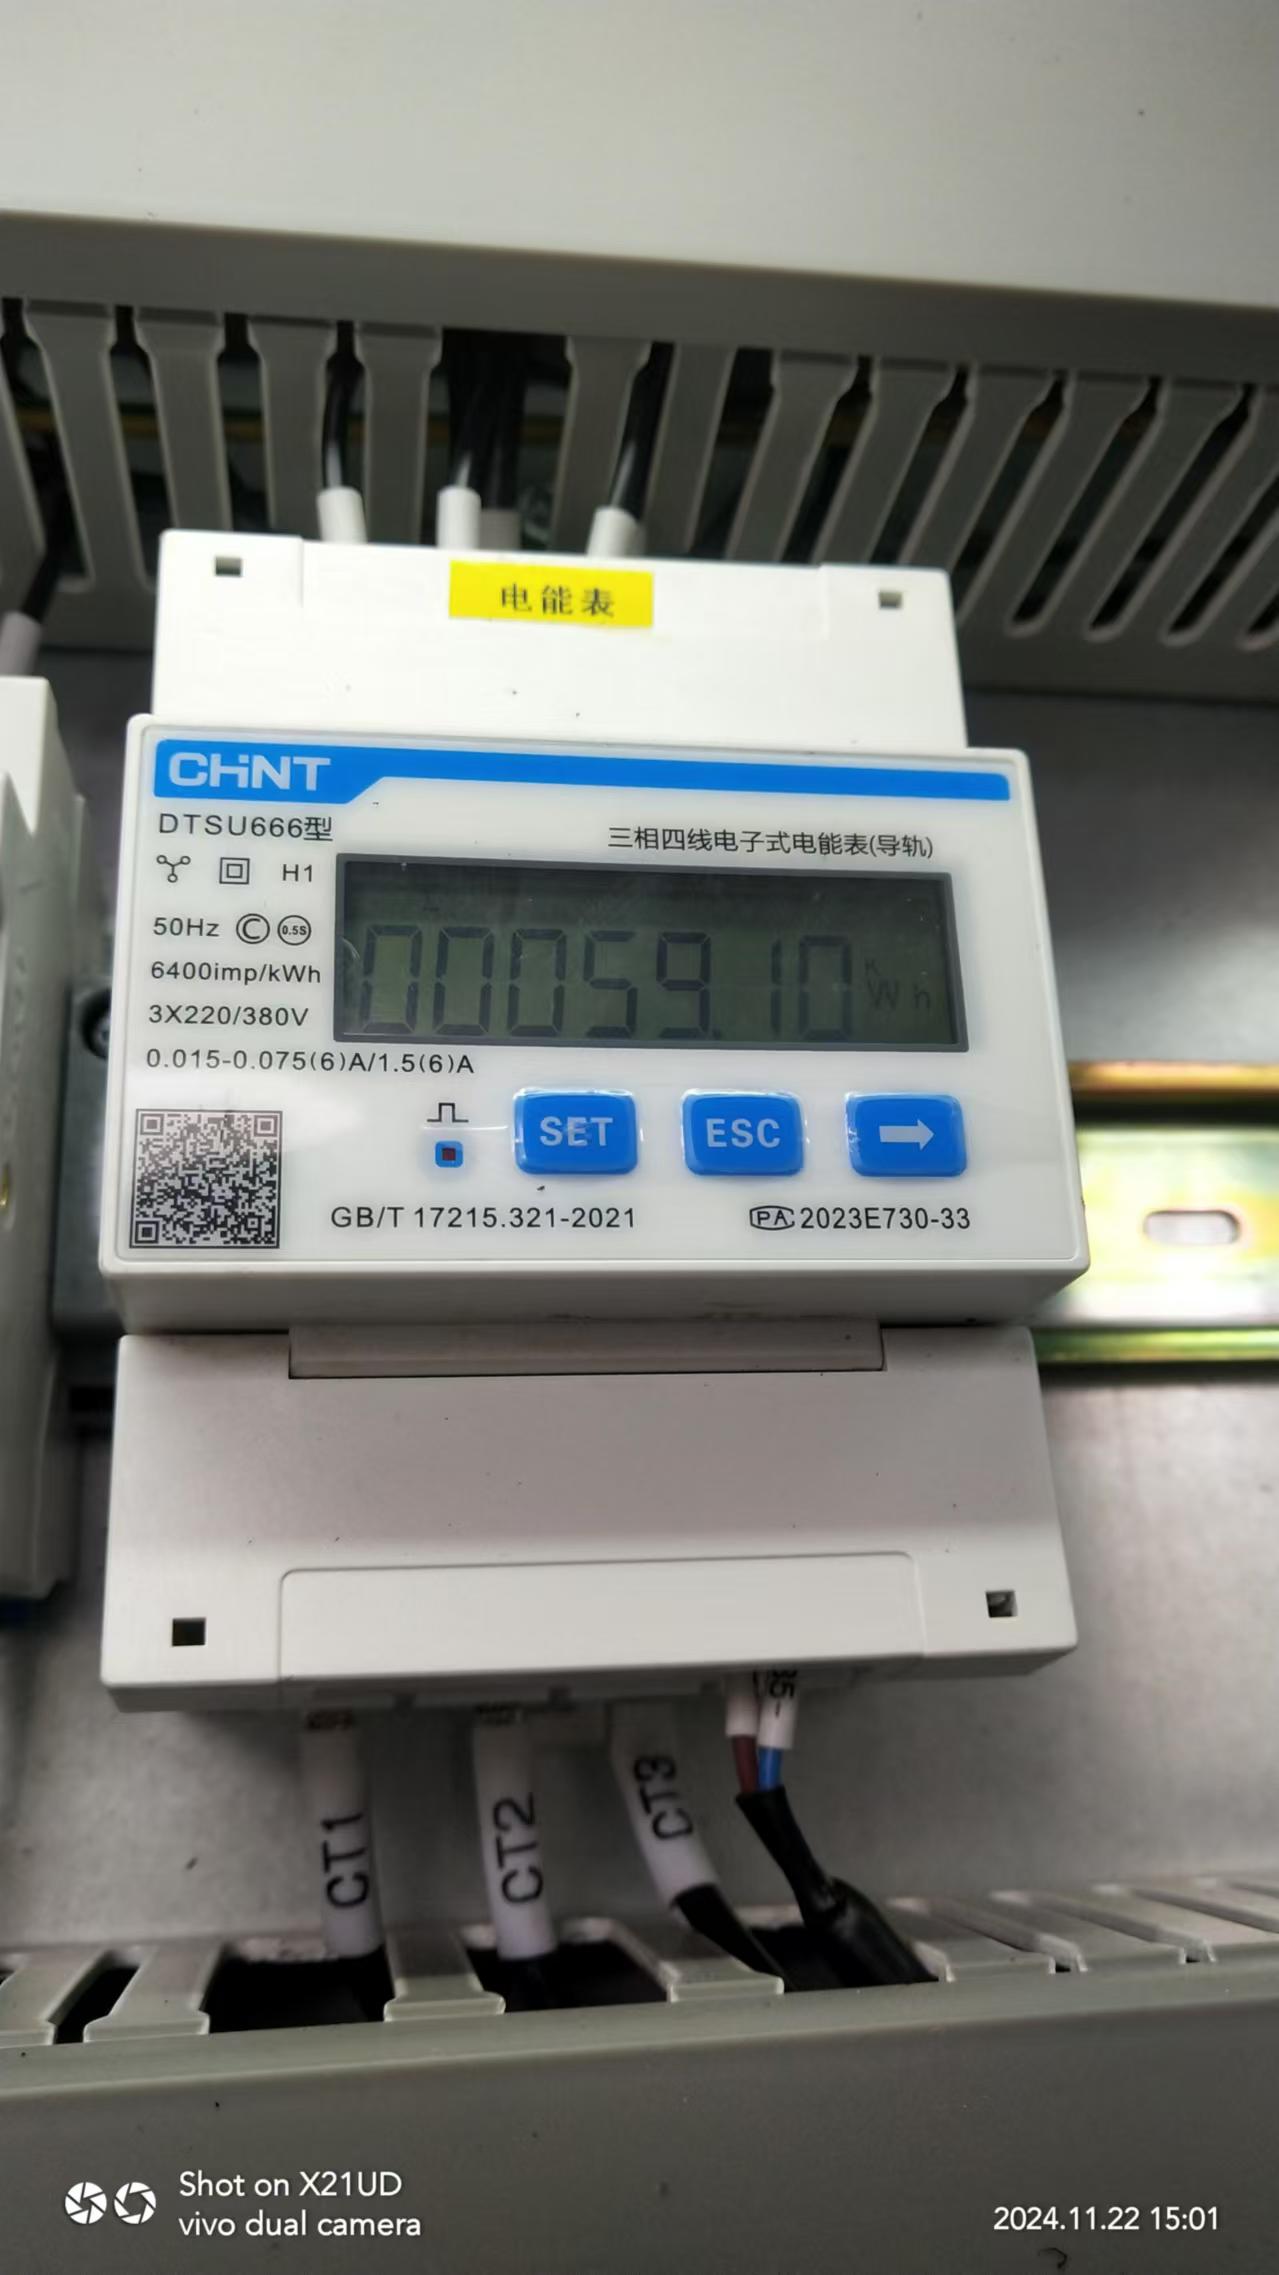 电能表
CHNT
DTSU666型
三相四线电子式电能表(导轨)
H1
50Hz C 0.5S
6400imp/kWh
3X220/380V
0.015-0.075(6)A/1.5(6)A
00059.10 KWh
SET ESC
GB/T 17215.321-2021
PA 2023E730-33
CT1
CT2
CT3
Shot on X21UD
vivo dual camera
2024.11.22 15:01